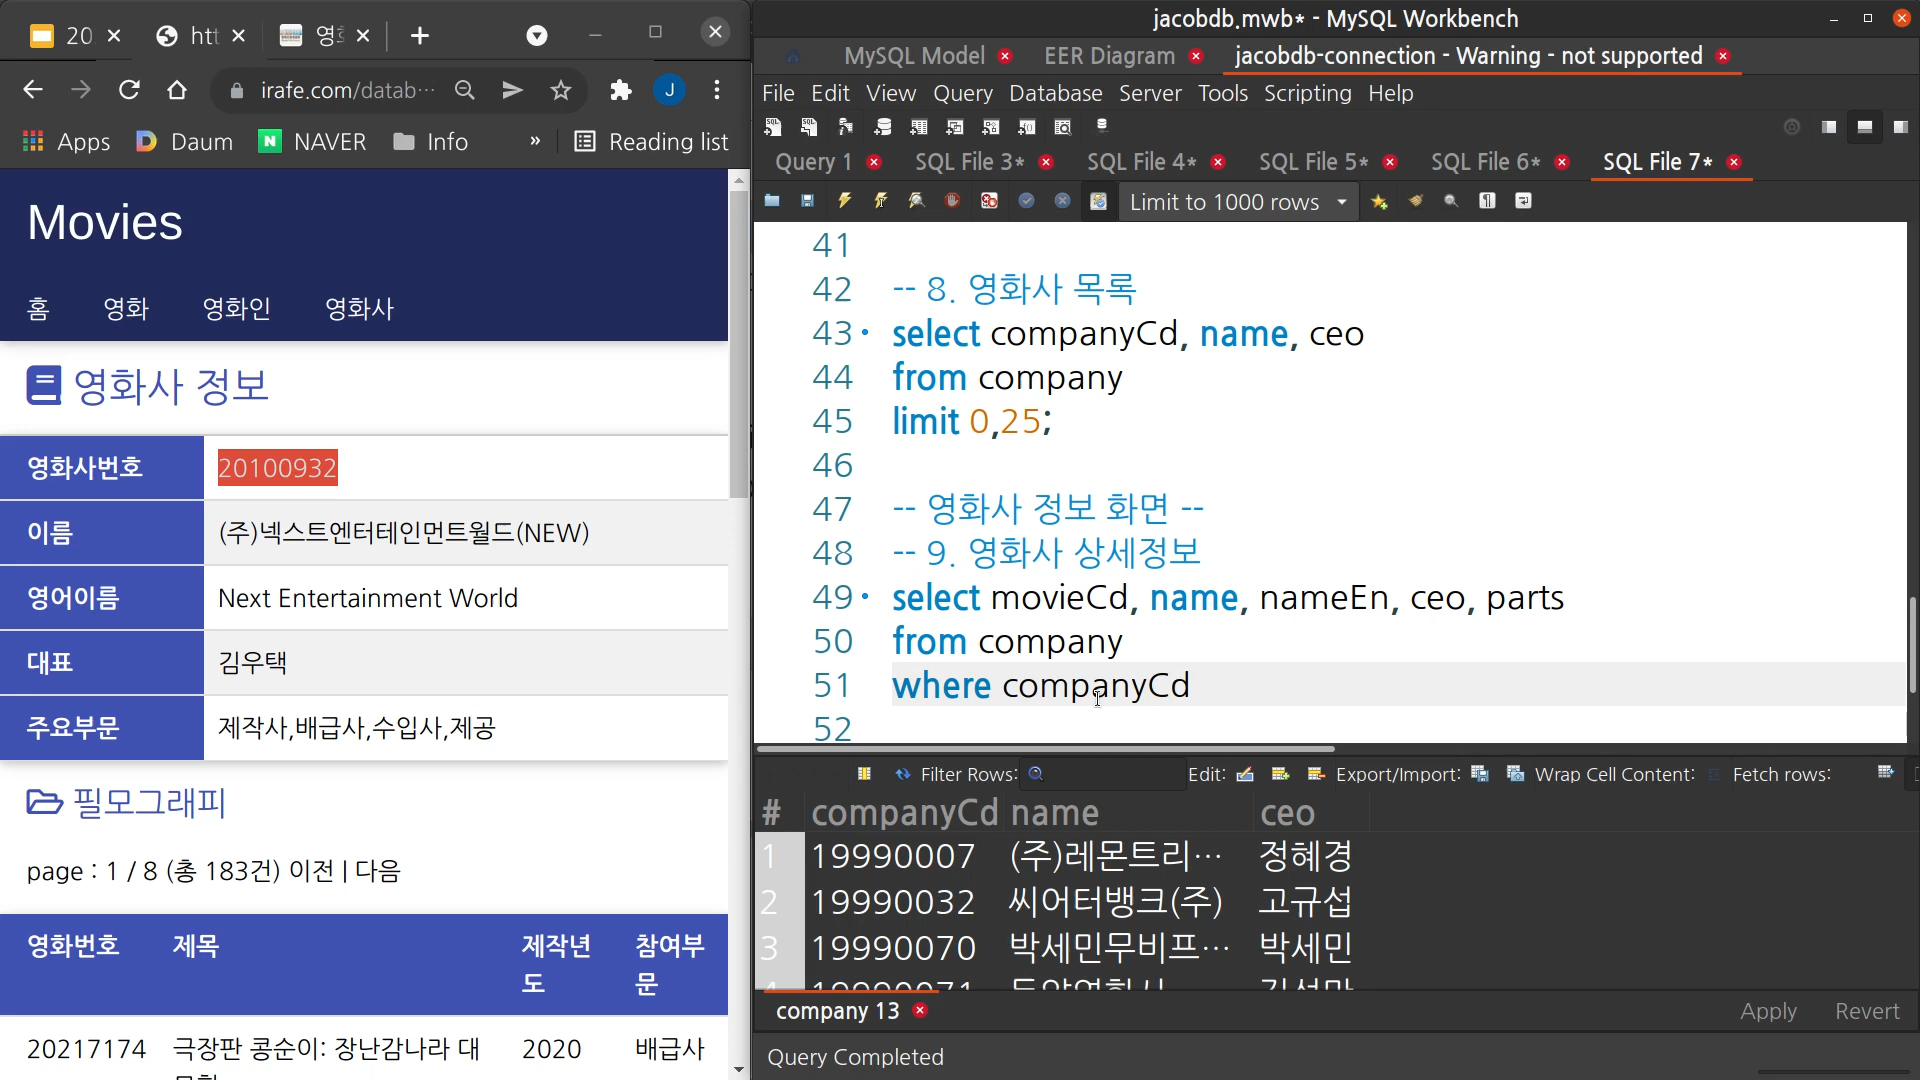 20
htt
영호
irafe.com/datab···
J
Apps
Daum
NAVER
Info
»
Reading list
Movies
홈
영화
영화인
영화사
영화사 정보
영화사번호
20100932
이름
(주)넥스트엔터테인먼트월드(NEW)
영어이름
Next Entertainment World
대표
김우택
주요부문
제작사,배급사,수입사,제공
필모그래피
page : 1 / 8 (총 183건) 이전 | 다음
영화번호
제목
제작년
도
참여부
문
20217174
극장판 콩순이: 장난감나라 대
2020
배급사
jacobdb.mwb* - MySQL Workbench
MySQL Model
EER Diagram
jacobdb-connection - Warning - not supported
File Edit View Query Database Server Tools Scripting Help
Query 1
SQL File 3*
SQL File 4*
SQL File 5*
SQL File 6*
SQL File 7*
Limit to 1000 rows
41
42 -- 8. 영화사 목록
43 select companyCd, name, ceo
44 from company
45 limit 0,25;
46
47 -- 영화사 정보 화면 --
48 -- 9. 영화사 상세정보
49 select movieCd, name, nameEn, ceo, parts
50 from company
51 where companyCd
52
Filter Rows:
Edit:
Export/Import:
Wrap Cell Content:
Fetch rows:
# companyCd name ceo
1 19990007 (주)레몬트리··· 정혜경
2 19990032 씨어터뱅크(주) 고규섭
3 19990070 박세민무비프··· 박세민
company 13
Apply
Revert
Query Completed